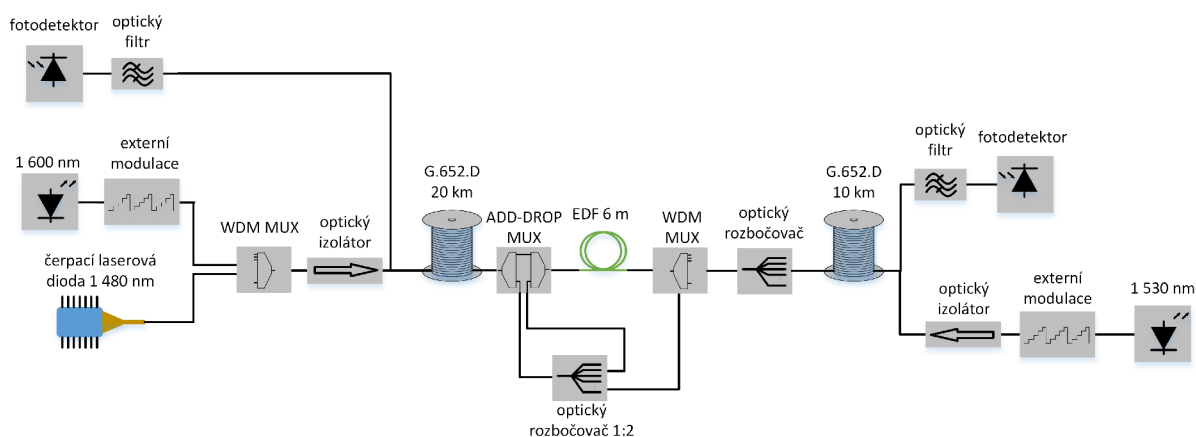 fotodetektor
optický
filtr
1 600 nm
externí
modulace
WDM MUX
optický
izolátor
čerpací laserová
dioda 1 480 nm
G.652.D
20 km
ADD-DROP
MUX
EDF 6 m
WDM
MUX
optický
rozbočovač
G.652.D
10 km
optický
filtr
fotodetektor
optický
izolátor
externí
modulace
1 530 nm
optický
rozbočovač 1:2